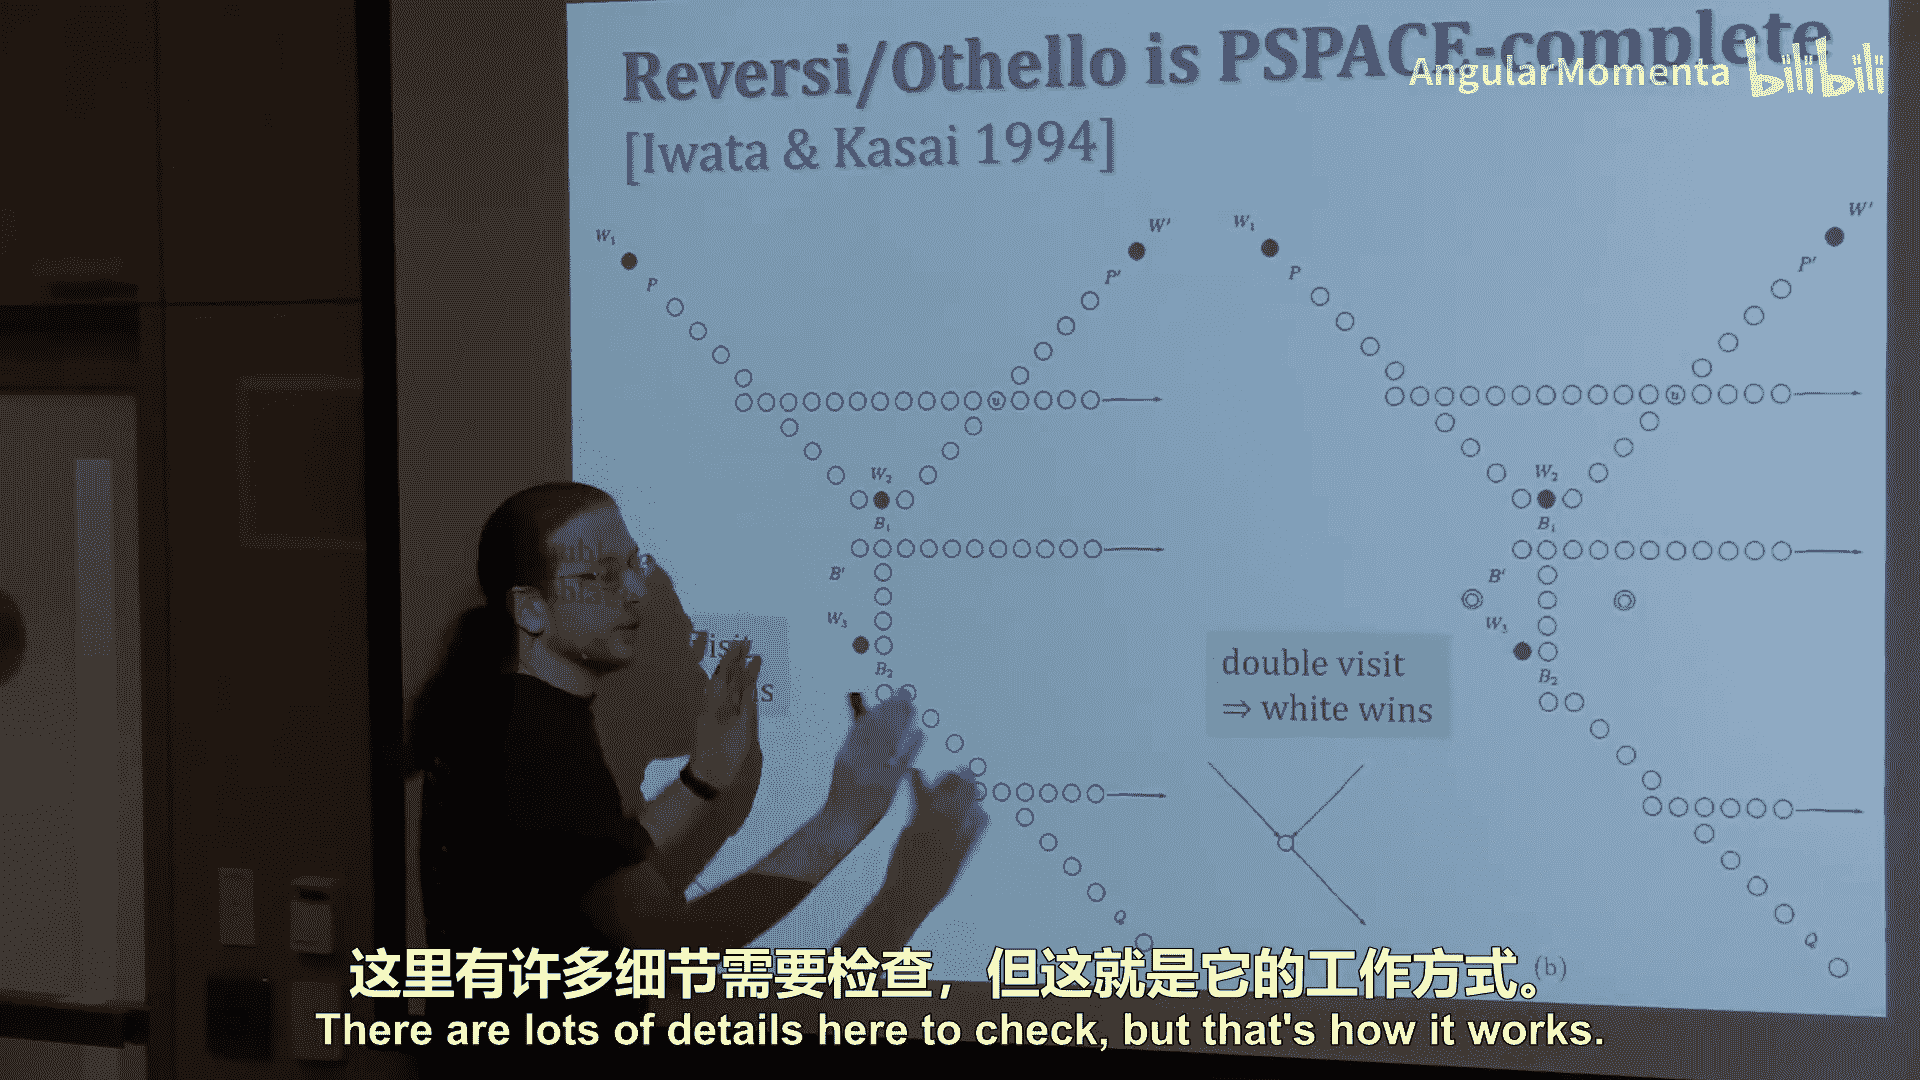 Reversi/Othello is PSPACE-complete
AngularMomenta bilibili
[Iwata & Kasai 1994]
W₁ W' W₁ W'
P P' P P'
u u
W₂ W₂
B₁ B₁
B' B'
W₃ W₃
B₂ B₂
double visit
⇒ white wins
Q Q
(b)
这里有许多细节需要检查，但这就是它的工作方式。
There are lots of details here to check, but that's how it works.